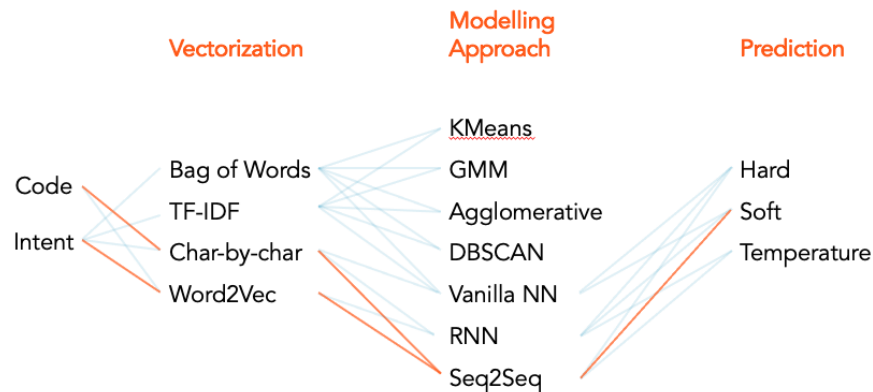 Vectorization
Modelling
Approach
Prediction
Code
Intent
Bag of Words
TF-IDF
Char-by-char
Word2Vec
KMeans
GMM
Agglomerative
DBSCAN
Vanilla NN
RNN
Seq2Seq
Hard
Soft
Temperature